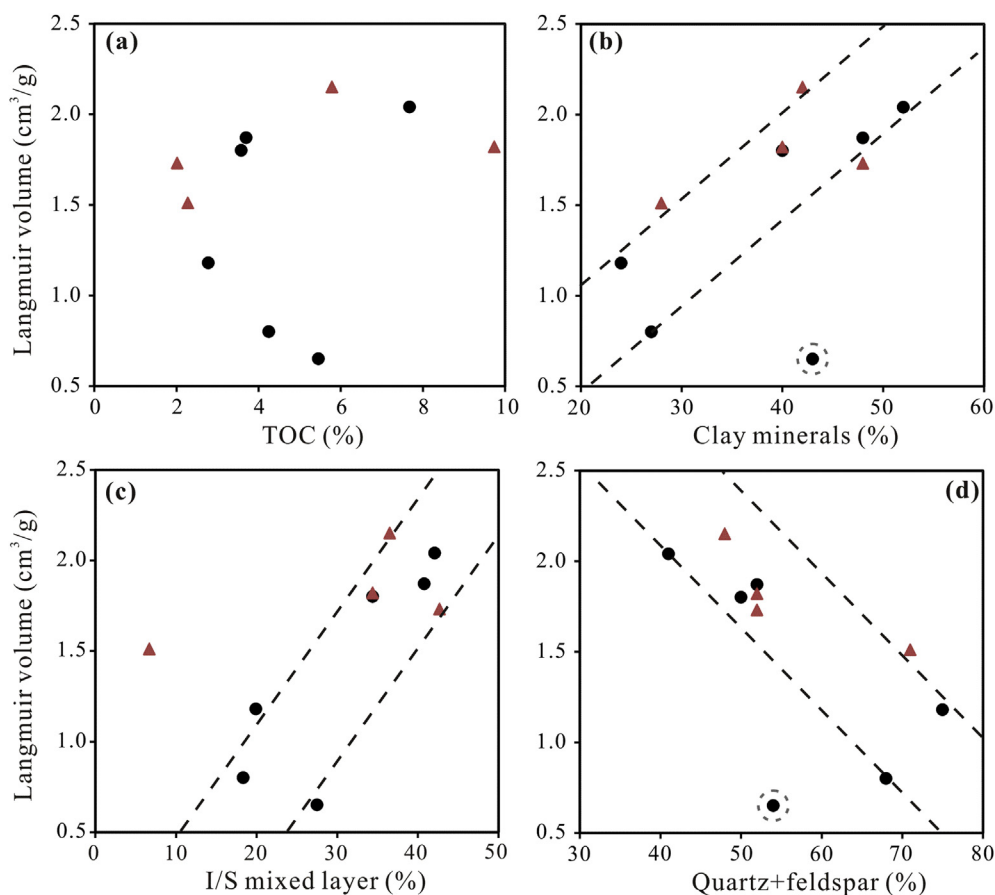 (a)
2.5
2.0
1.5
1.0
0.5
Langmuir volume (cm³/g)
0 2 4 6 8 10
TOC (%)
(b)
2.5
2.0
1.5
1.0
0.5
20 30 40 50 60
Clay minerals (%)
(c)
2.5
2.0
1.5
1.0
0.5
Langmuir volume (cm³/g)
0 10 20 30 40 50
I/S mixed layer (%)
(d)
2.5
2.0
1.5
1.0
0.5
30 40 50 60 70 80
Quartz+feldspar (%)